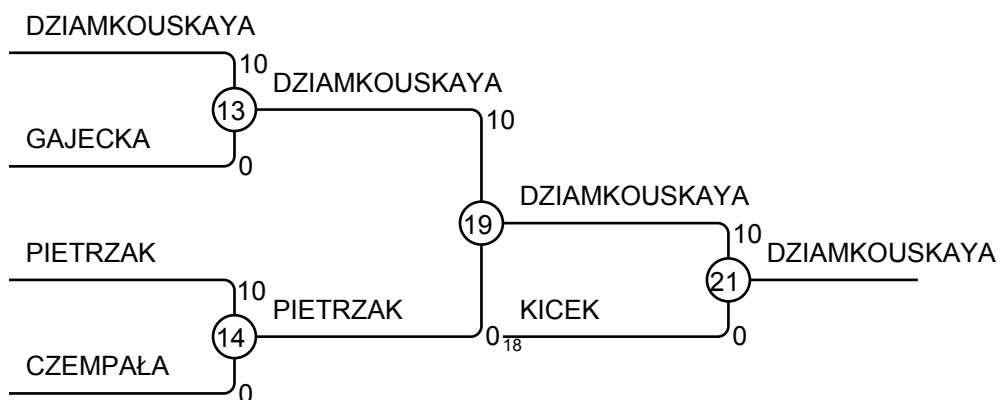 DZIAMKOUSKAYA
10
DZIAMKOUSKAYA
13
10
GAJECKA
0
DZIAMKOUSKAYA
19
10
DZIAMKOUSKAYA
PIETRZAK
21
10
PIETRZAK
KICEK
14
0 18
0
CZEMPAŁA
0